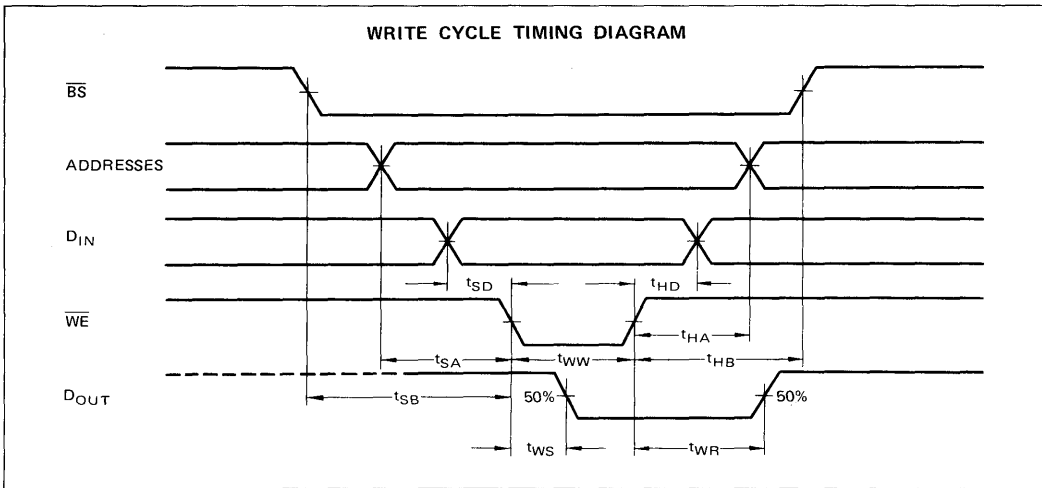 WRITE CYCLE TIMING DIAGRAM
BS
ADDRESSES
DIN
tSD
tHD
WE
tHA
tSA
tWW
tHB
DOUT
tSB
50%
50%
tWS
tWR